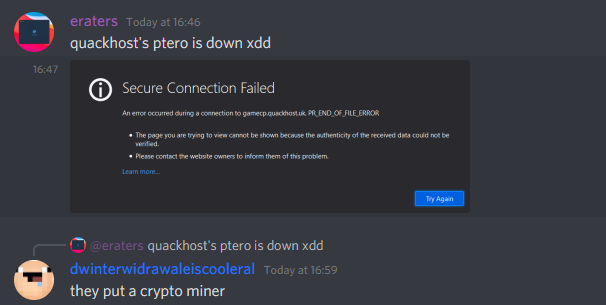 eraters Today at 16:46
quackhost's ptero is down xdd
16:47
Secure Connection Failed
An error occurred during a connection to gamecp.quackhost.uk. PR_END_OF_FILE_ERROR
• The page you are trying to view cannot be shown because the authenticity of the received data could not be
verified.
• Please contact the website owners to inform them of this problem.
Learn more...
Try Again
@eraters quackhost's ptero is down xdd
dwinterwidrawaleiscooleral Today at 16:59
they put a crypto miner